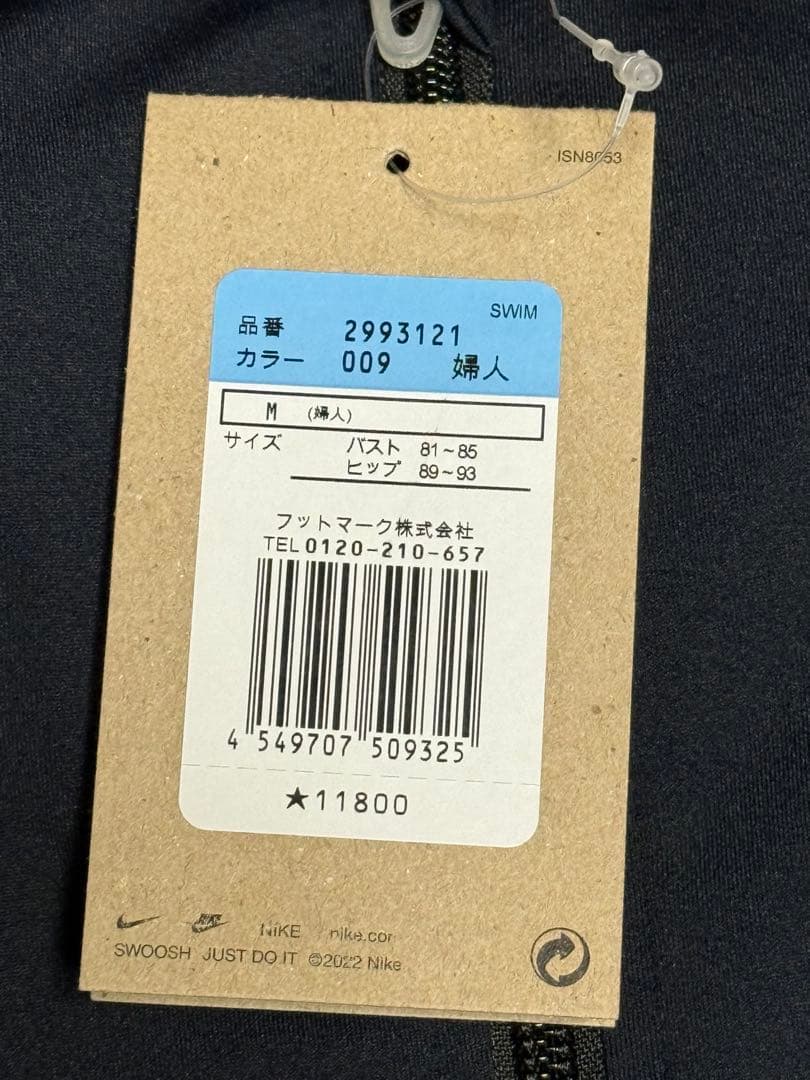 SWIM
品番 2993121
カラー 009 婦人
M (婦人)
サイズ バスト 81~85
ヒップ 89~93
フットマーク株式会社
TEL 0120-210-657
4 549707 509325
★11800
NIKE NIKE nike.com
SWOOSH JUST DO IT ©2022 Nike